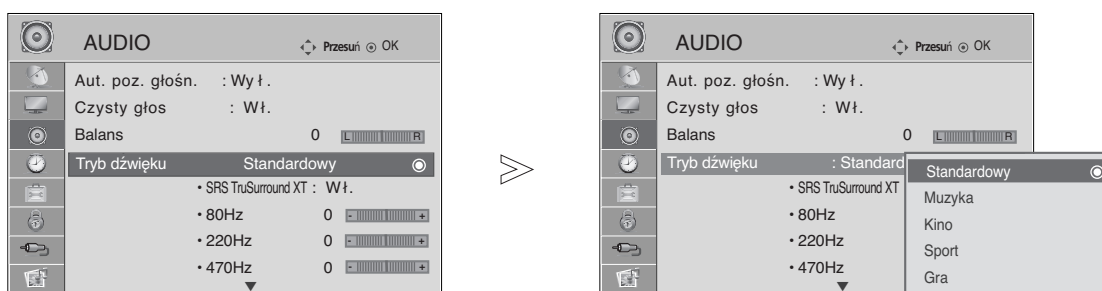 AUDIO
Przesuń OK
Aut. poz. głośn. : Wył.
Czysty głos : Wł.
Balans 0 L R
Tryb dźwięku Standardowy
• SRS TruSurround XT : Wł.
• 80Hz 0 - +
• 220Hz 0 - +
• 470Hz 0 - +
AUDIO
Przesuń OK
Aut. poz. głośn. : Wył.
Czysty głos : Wł.
Balans 0 L R
Tryb dźwięku : Standard
• SRS TruSurround XT
• 80Hz
• 220Hz
• 470Hz
Standardowy
Muzyka
Kino
Sport
Gra